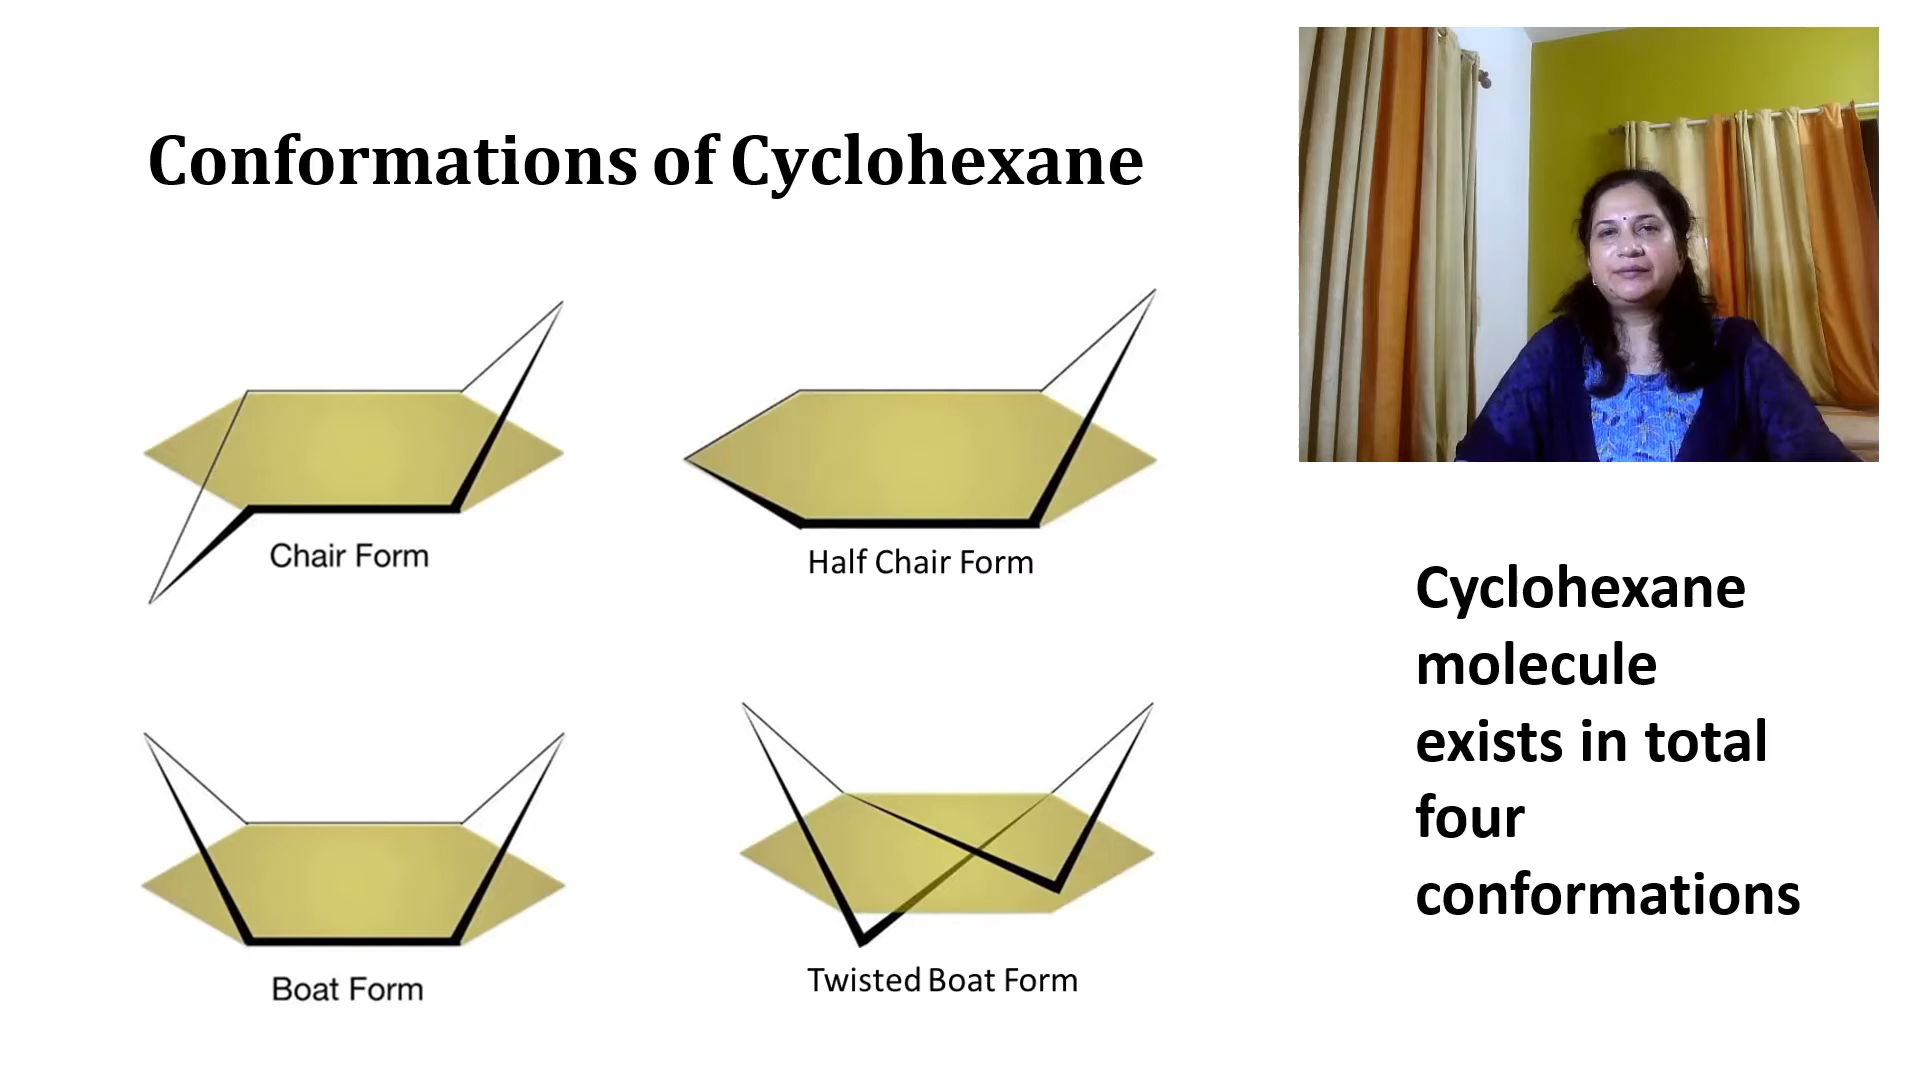 Conformations of Cyclohexane
Chair Form
Half Chair Form
Boat Form
Twisted Boat Form
Cyclohexane
molecule
exists in total
four
conformations